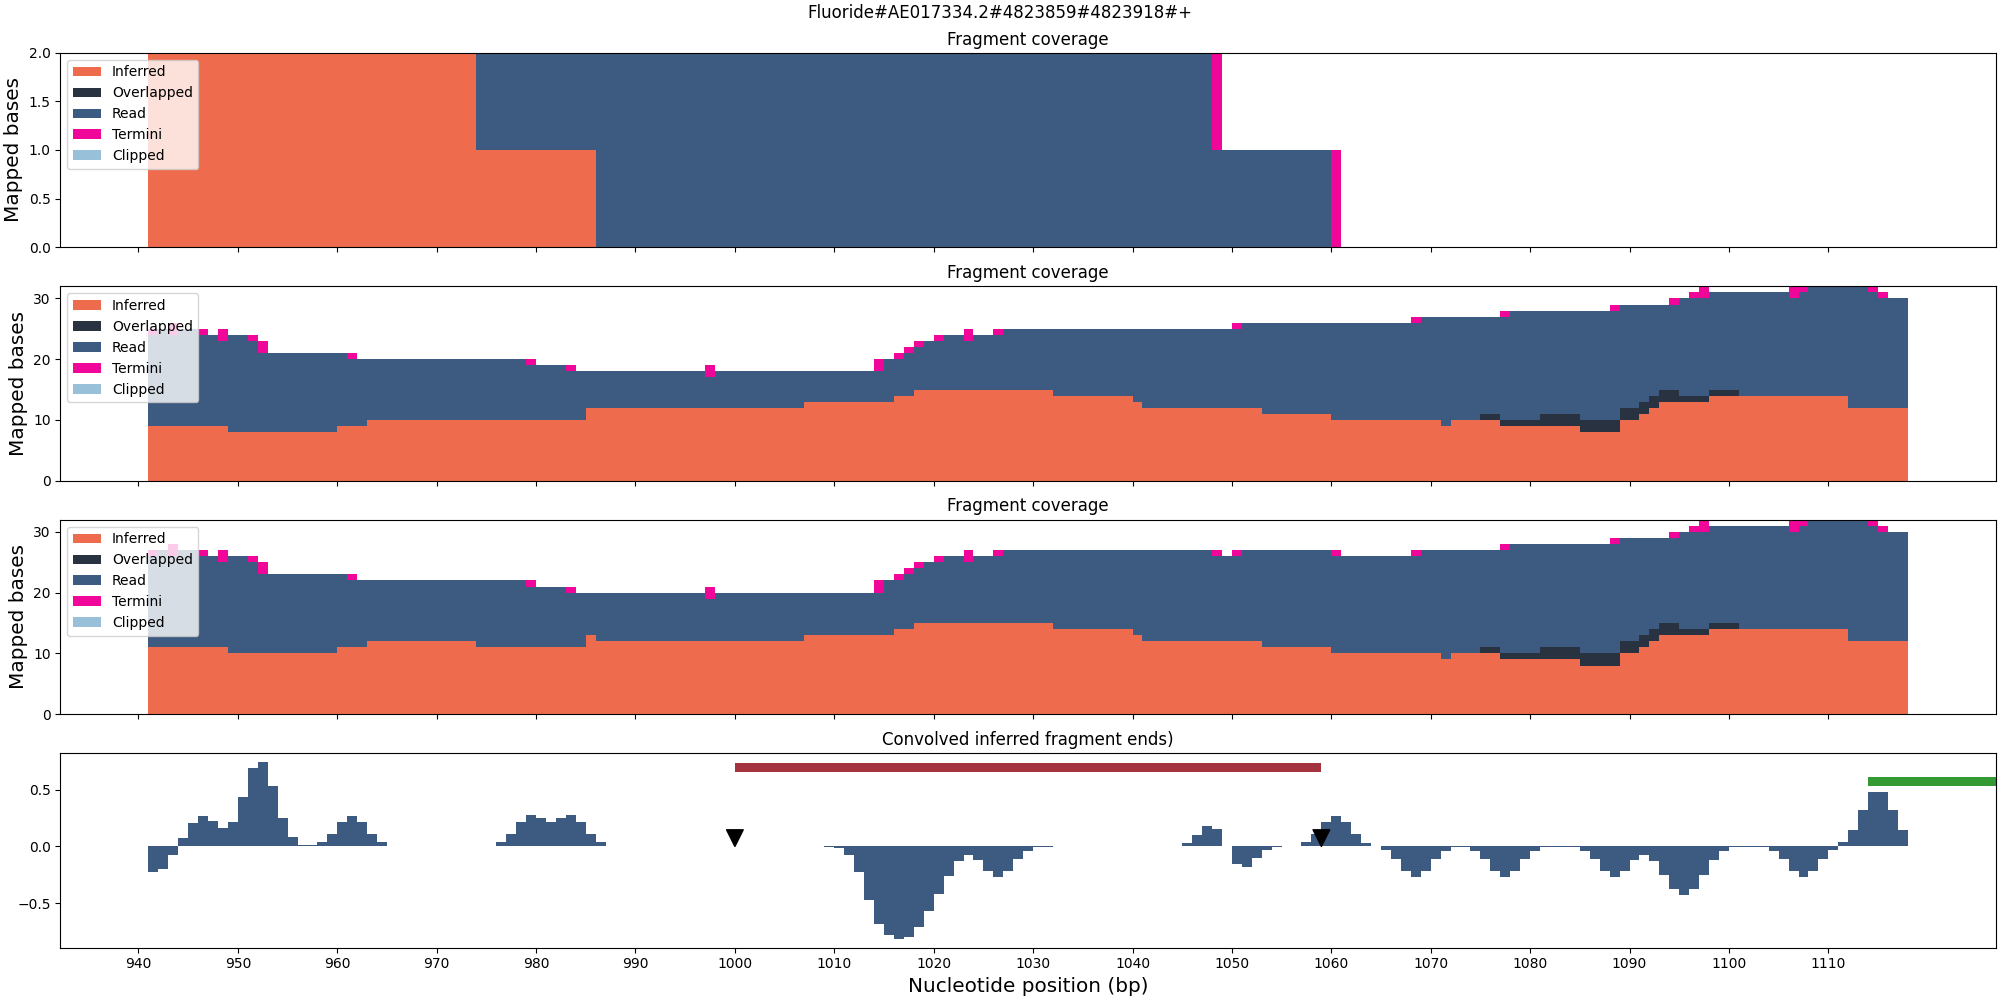 Fluoride#AE017334.2#4823859#4823918#+
Fragment coverage
Mapped bases
2.0
1.5
1.0
0.5
0.0
Inferred
Overlapped
Read
Termini
Clipped
Fragment coverage
Mapped bases
30
20
10
0
Inferred
Overlapped
Read
Termini
Clipped
Fragment coverage
Mapped bases
30
20
10
0
Inferred
Overlapped
Read
Termini
Clipped
Convolved inferred fragment ends)
0.5
0.0
−0.5
940 950 960 970 980 990 1000 1010 1020 1030 1040 1050 1060 1070 1080 1090 1100 1110
Nucleotide position (bp)